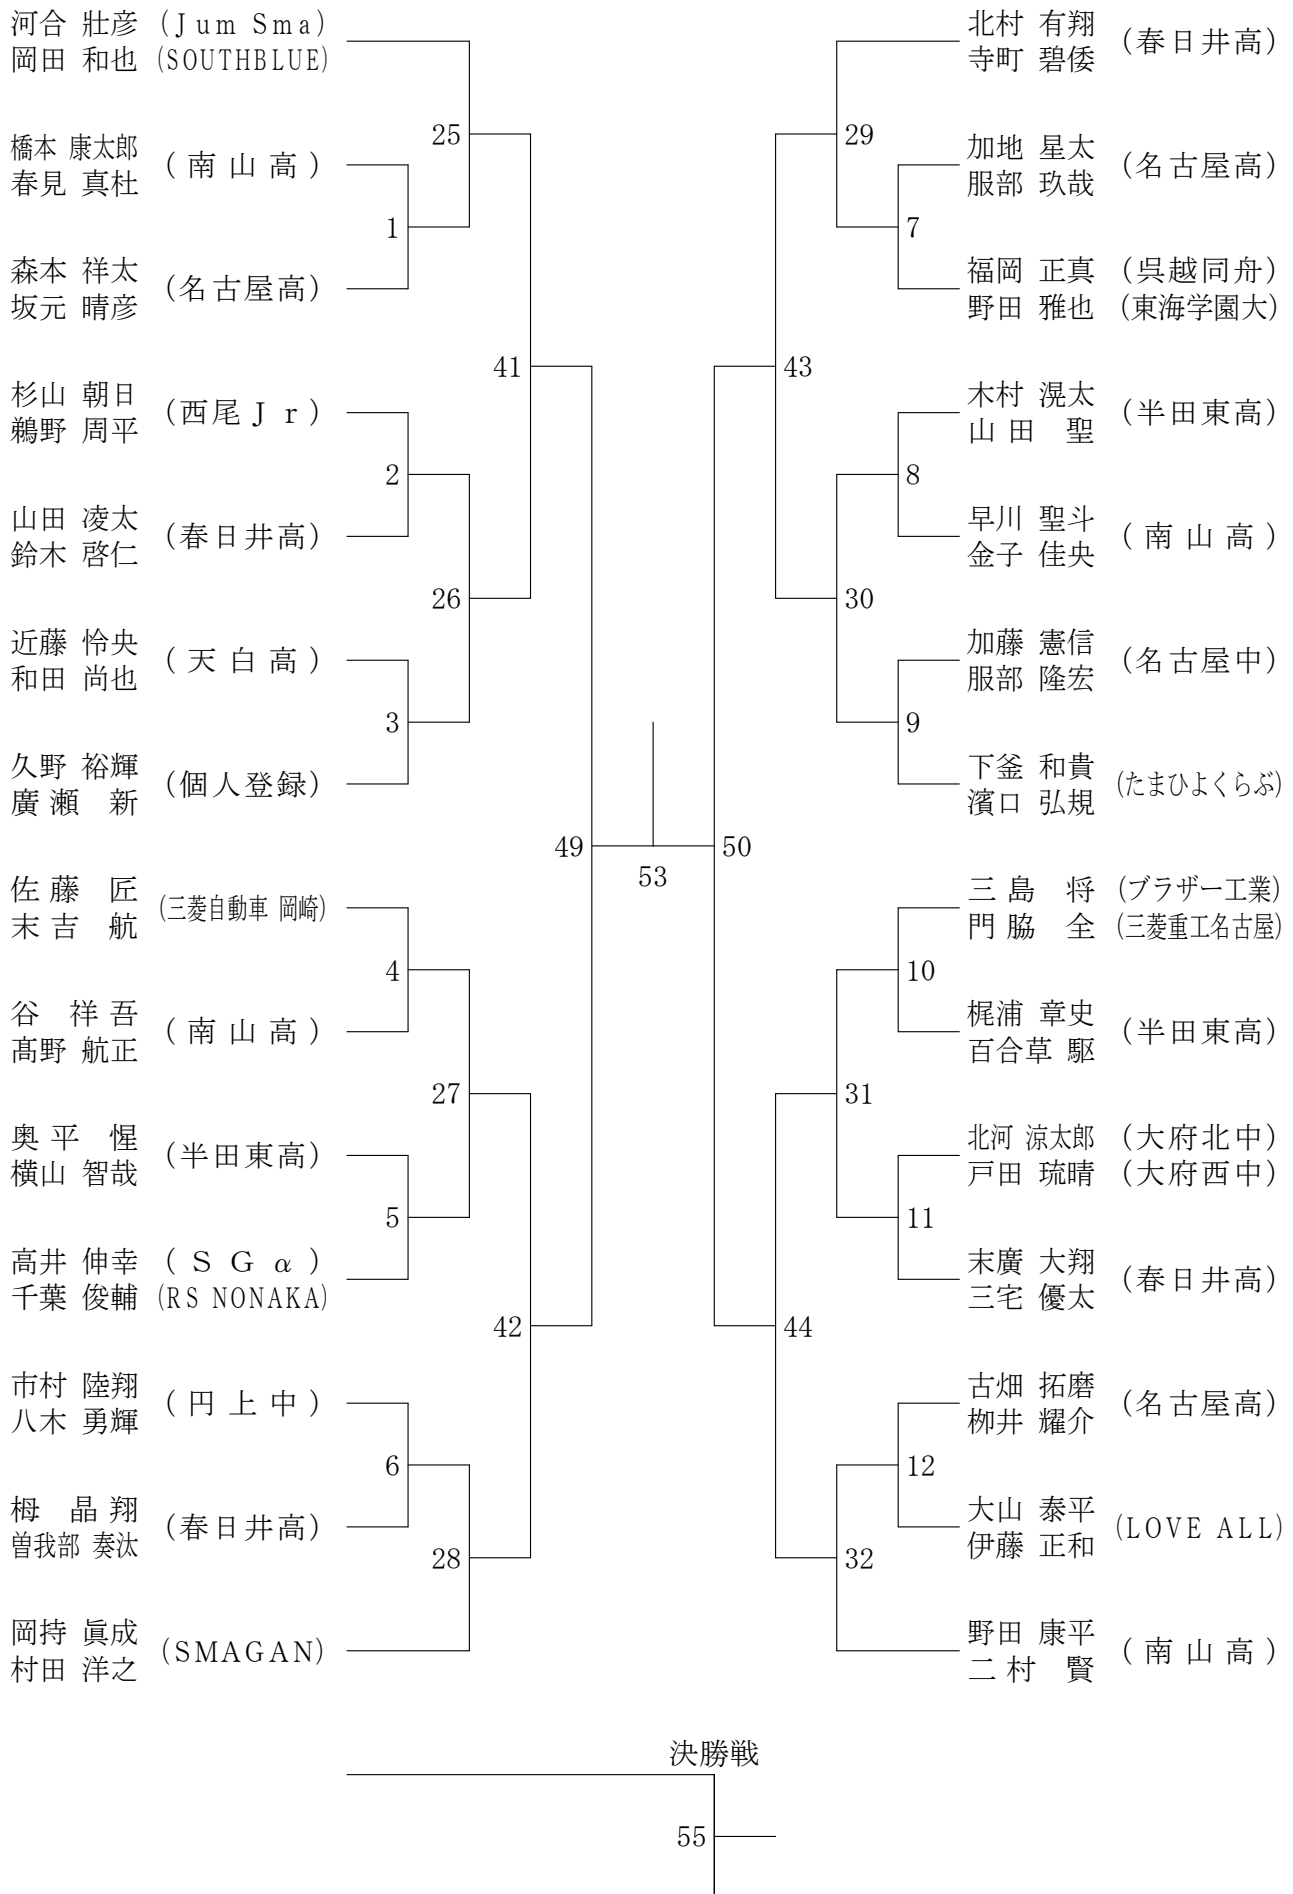 河合 壯彦 (Jum Sma)
岡田 和也 (SOUTHBLUE)
25
橋本 康太郎 (南山高)
春見 真杜
1
森本 祥太 (名古屋高)
坂元 晴彦
41
杉山 朝日 (西尾Jr)
鵜野 周平
2
山田 凌太 (春日井高)
鈴木 啓仁
26
近藤 怜央 (天白高)
和田 尚也
3
久野 裕輝 (個人登録)
廣瀬 新
49
佐藤 匠 (三菱自動車 岡崎)
末吉 航
4
谷 祥吾 (南山高)
髙野 航正
27
奥平 惺 (半田東高)
横山 智哉
5
高井 伸幸 (SGα)
千葉 俊輔 (RS NONAKA)
42
市村 陸翔 (円上中)
八木 勇輝
6
栂 晶翔 (春日井高)
曽我部 奏汰
28
岡持 眞成 (SMAGAN)
村田 洋之
53
北村 有翔 (春日井高)
寺町 碧倭
29
加地 星太 (名古屋高)
服部 玖哉
7
福岡 正真 (呉越同舟)
野田 雅也 (東海学園大)
43
木村 滉太 (半田東高)
山田 聖
8
早川 聖斗 (南山高)
金子 佳央
30
加藤 憲信 (名古屋中)
服部 隆宏
9
下釜 和貴 (たまひよくらぶ)
濱口 弘規
50
三島 将 (ブラザー工業)
門脇 全 (三菱重工名古屋)
10
梶浦 章史 (半田東高)
百合草 駆
31
北河 涼太郎 (大府北中)
戸田 琉晴 (大府西中)
11
末廣 大翔 (春日井高)
三宅 優太
44
古畑 拓磨 (名古屋高)
栁井 耀介
12
大山 泰平 (LOVE ALL)
伊藤 正和
32
野田 康平 (南山高)
二村 賢
決勝戦
55